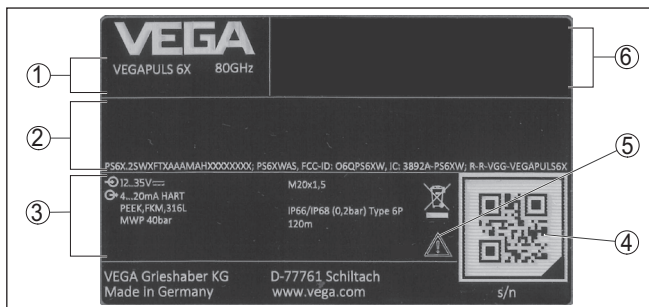 VEGA
VEGAPULS 6X 80GHz
1
6
2
PS6X.2SWXFTXAAAMAHXXXXXXXX; PS6XWAS, FCC-ID: O6QPS6XW, IC: 3892A-PS6XW; R-R-VGG-VEGAPULS6X
5
3
12...35V
M20x1,5
4...20mA HART
PEEK,FKM,316L
IP66/IP68 (0,2bar) Type 6P
MWP 40bar
120m
4
VEGA Grieshaber KG
D-77761 Schiltach
Made in Germany
www.vega.com
s/n